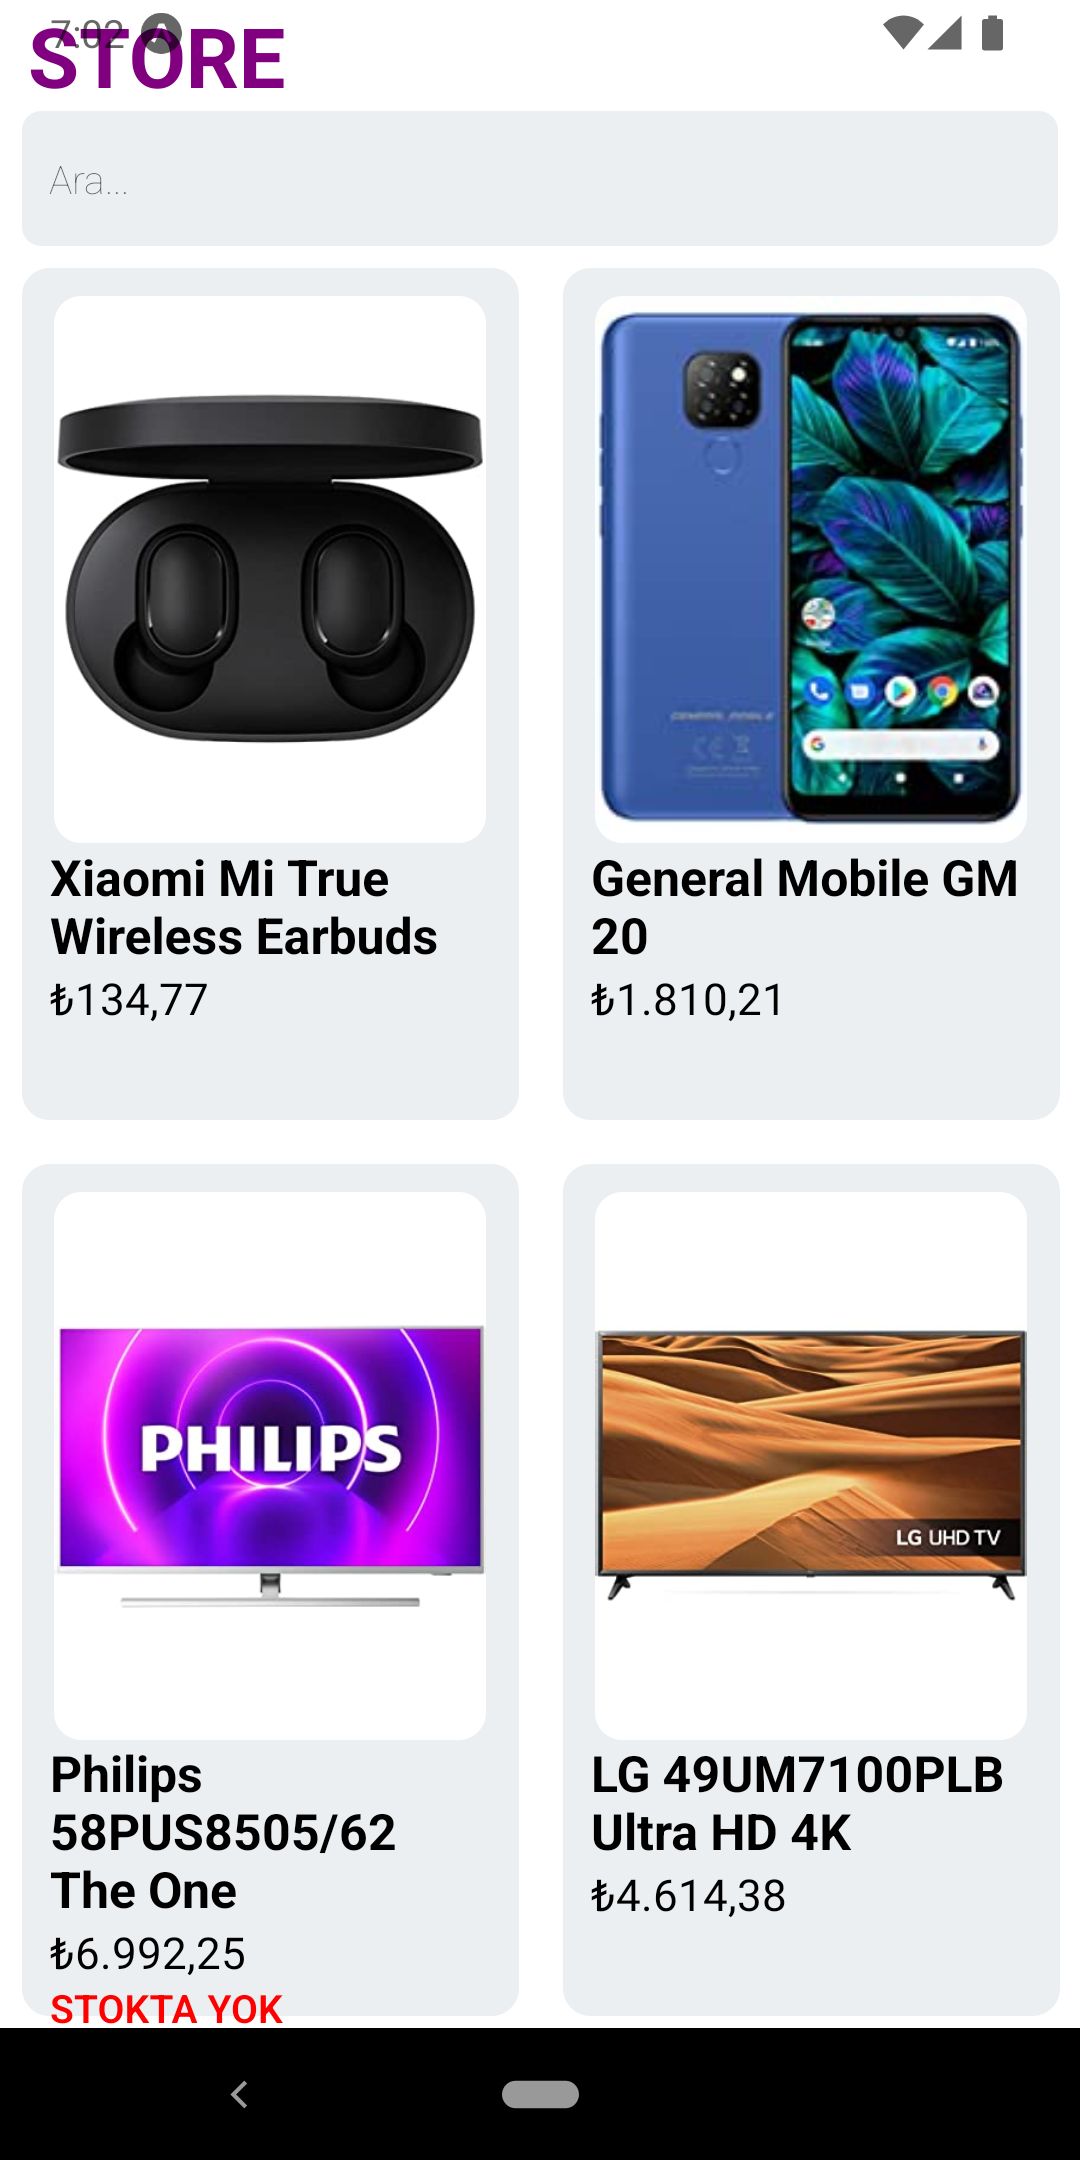 7:02
STORE
Ara...
GENERAL MOBILE
Xiaomi Mi True
Wireless Earbuds
₺134,77
General Mobile GM
20
₺1.810,21
PHILIPS
LG UHD TV
Philips
58PUS8505/62
The One
₺6.992,25
STOKTA YOK
LG 49UM7100PLB
Ultra HD 4K
₺4.614,38